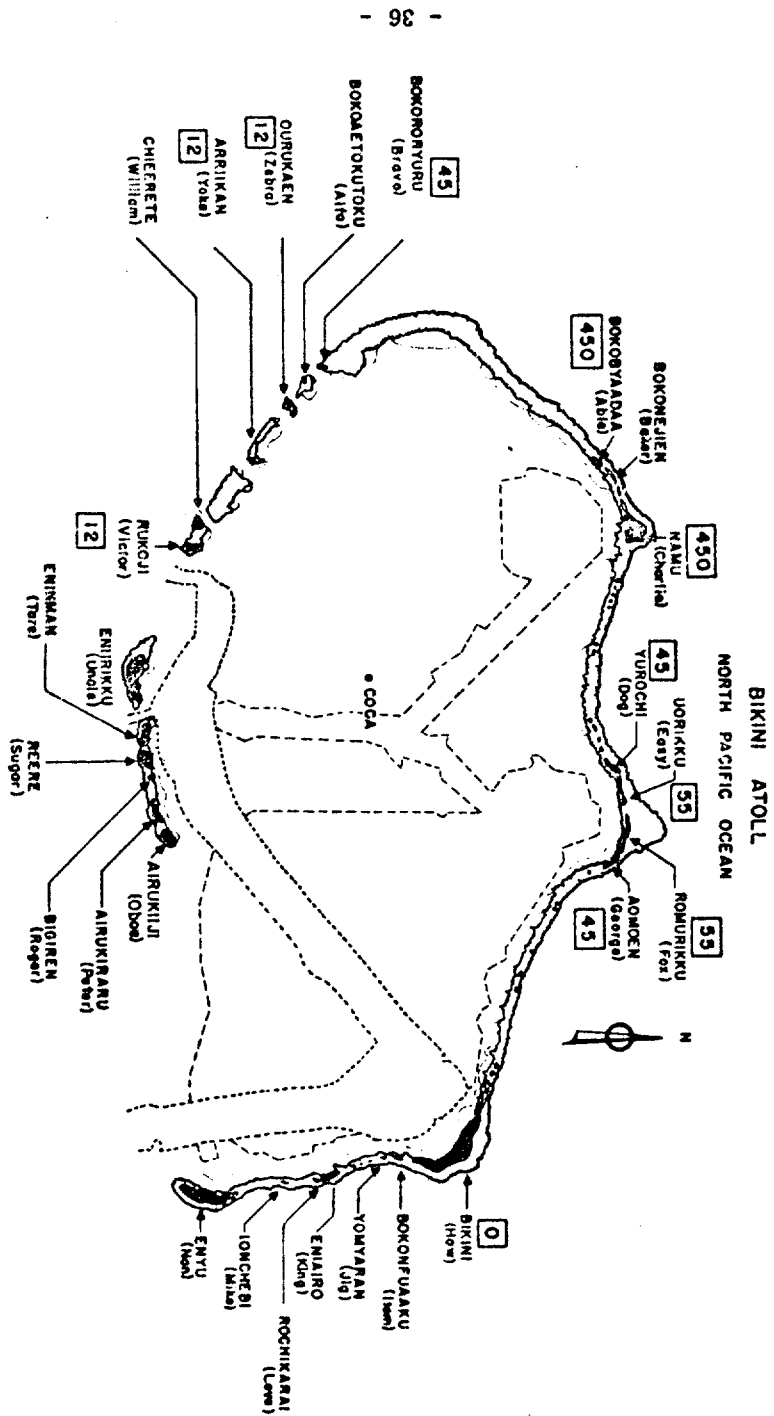 - 36 -
BIKINI ATOLL
NORTH PACIFIC OCEAN
N
450
NAMU
(Charlie)
BOKONEJIEN
(Baker)
BOKOBYAADAA
(Able)
450
45
YUROCHI
(Dog)
UORIKKU
(Easy)
55
55
ROMURIKKU
(Fox)
AOMOEN
(George)
45
45
BOKORORYURU
(Bravo)
BOKOAETOKUTOKU
(Alfa)
OURUKAEN
12 (Zebra)
ARRIIKAN
12 (Yoke)
CHIEERETE
(William)
RUKOJI
(Victor)
12
COCA
ENIIRIKKU
(Uncle)
ENINMAN
(Tare)
REERE
(Sugar)
BIGIREN
(Roger)
AIRUKIRARU
(Peter)
AIRUKIIJI
(Oboe)
0
BIKINI
(How)
BOKONFUAAKU
(Item)
YOMYARAN
(Jig)
ENIAIRO
(King)
ROCHIKARAI
(Love)
IONCHEBI
(Mike)
ENYU
(Nan)